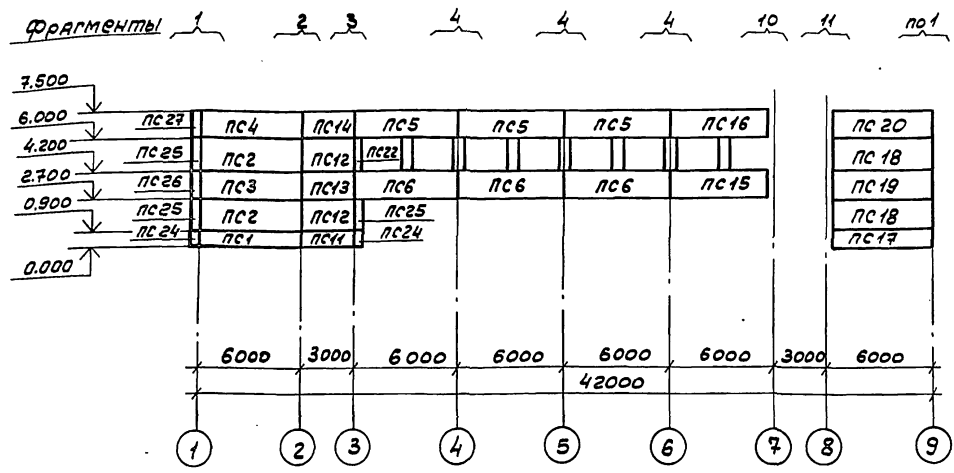 Фрагменты 1 2 3 4 4 4 10 11 по 1
7.500
6.000 ПС27 ПС4 ПС14 ПС5 ПС5 ПС5 ПС16 ПС20
4.200 ПС25 ПС2 ПС12 ПС22 ПС18
2.700 ПС26 ПС3 ПС13 ПС6 ПС6 ПС6 ПС15 ПС19
0.900 ПС25 ПС2 ПС12 ПС25 ПС18
ПС24 ПС1 ПС11 ПС24 ПС17
0.000
6000 3000 6000 6000 6000 6000 3000 6000
42000
1 2 3 4 5 6 7 8 9